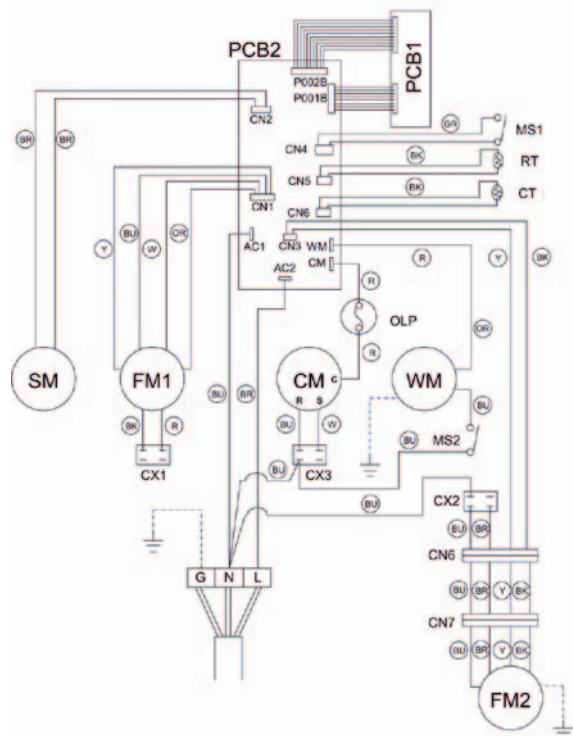 PCB2
PCB1
P002B
P001B
CN2
GR
MS1
BR
BR
CN4
BK
RT
CN5
BK
CT
CN6
CN1
Y
BU
W
OR
AC1
CN3
WM
CM
AC2
R
R
Y
BK
OLP
OR
R
SM
FM1
CM
C
R
S
WM
BU
BR
BK
R
BU
W
BU
BU
MS2
CX1
BU
CX3
CX2
BU
BU
BR
G
N
L
CN6
BU
BR
Y
BK
CN7
BU
BR
Y
BK
FM2